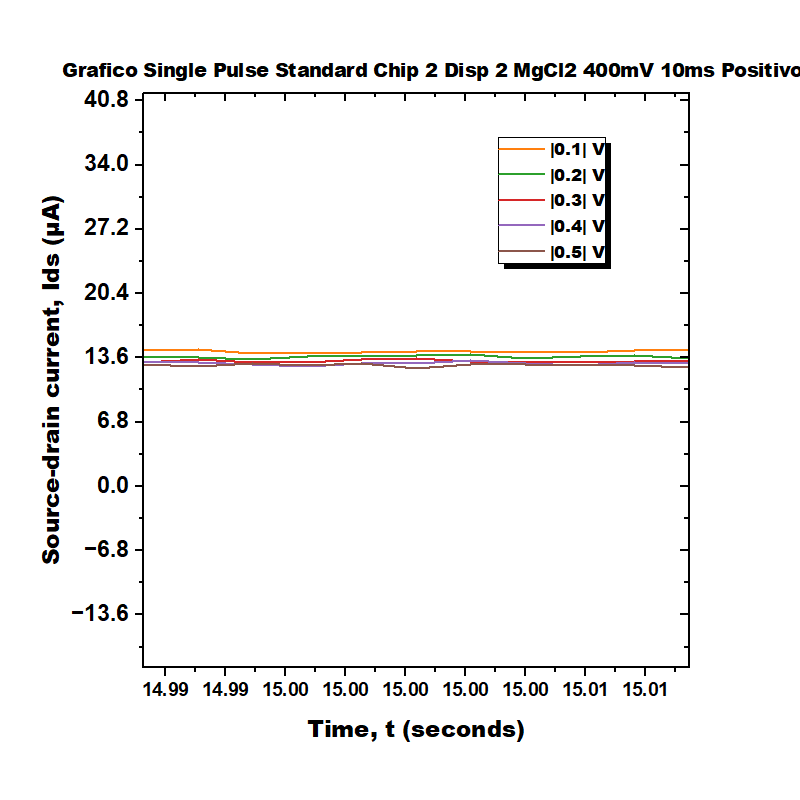 Grafico Single Pulse Standard Chip 2 Disp 2 MgCl2 400mV 10ms Positivo
40.8
34.0
27.2
20.4
13.6
6.8
0.0
−6.8
−13.6
Source-drain current, Ids (µA)
|0.1| V
|0.2| V
|0.3| V
|0.4| V
|0.5| V
14.99 14.99 15.00 15.00 15.00 15.00 15.00 15.01 15.01
Time, t (seconds)